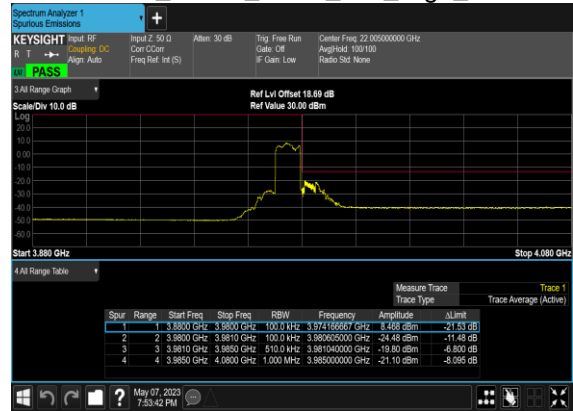 Spectrum Analyzer 1
Spurious Emissions
+
KEYSIGHT Input: RF Input Z: 50 Ω Atten: 30 dB Trig: Free Run Center Freq: 22.005000000 GHz
R T Coupling: DC Corr CCorr Gate: Off Avg|Hold: 100/100
Align: Auto Freq Ref: Int (S) IF Gain: Low Radio Std: None
LW PASS
3 All Range Graph
Ref Lvl Offset 18.69 dB
Scale/Div 10.0 dB Ref Value 30.00 dBm
Log
20.0
10.0
0.00
-10.0
-20.0
-30.0
-40.0
-50.0
-60.0
Start 3.880 GHz Stop 4.080 GHz
4 All Range Table
Measure Trace Trace 1
Trace Type Trace Average (Active)
Spur Range Start Freq Stop Freq RBW Frequency Amplitude ΔLimit
1 1 3.8800 GHz 3.9800 GHz 100.0 kHz 3.974166667 GHz 8.468 dBm -21.53 dB
2 2 3.9800 GHz 3.9810 GHz 100.0 kHz 3.980605000 GHz -24.48 dBm -11.48 dB
3 3 3.9810 GHz 3.9850 GHz 510.0 kHz 3.981040000 GHz -19.80 dBm -6.800 dB
4 4 3.9850 GHz 4.0800 GHz 1.000 MHz 3.985000000 GHz -21.10 dBm -8.095 dB
? May 07, 2023
7:53:42 PM